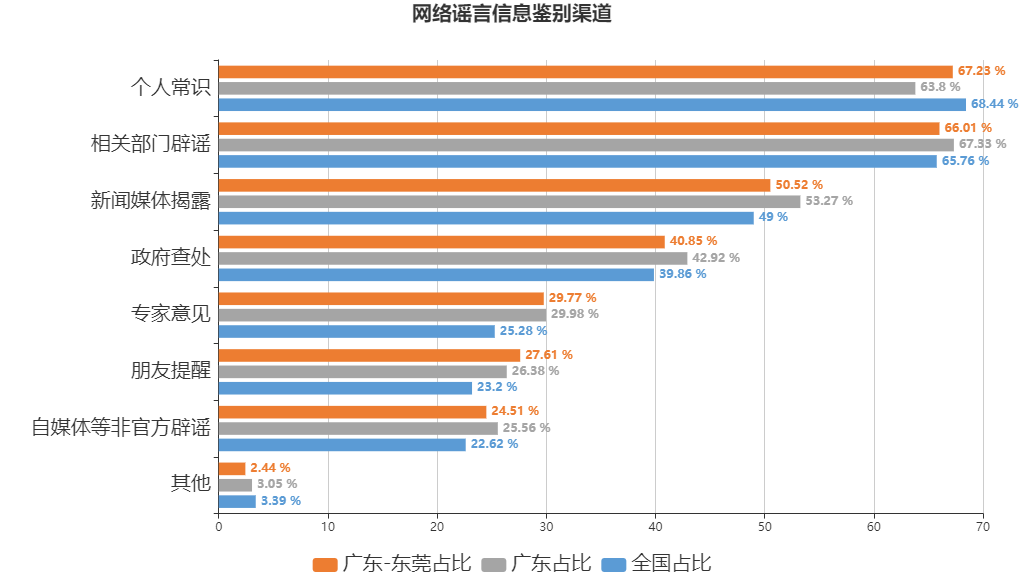 网络谣言信息鉴别渠道
个人常识
67.23 %
63.8 %
68.44 %
相关部门辟谣
66.01 %
67.33 %
65.76 %
新闻媒体揭露
50.52 %
53.27 %
49 %
政府查处
40.85 %
42.92 %
39.86 %
专家意见
29.77 %
29.98 %
25.28 %
朋友提醒
27.61 %
26.38 %
23.2 %
自媒体等非官方辟谣
24.51 %
25.56 %
22.62 %
其他
2.44 %
3.05 %
3.39 %
0 10 20 30 40 50 60 70
广东-东莞占比 广东占比 全国占比